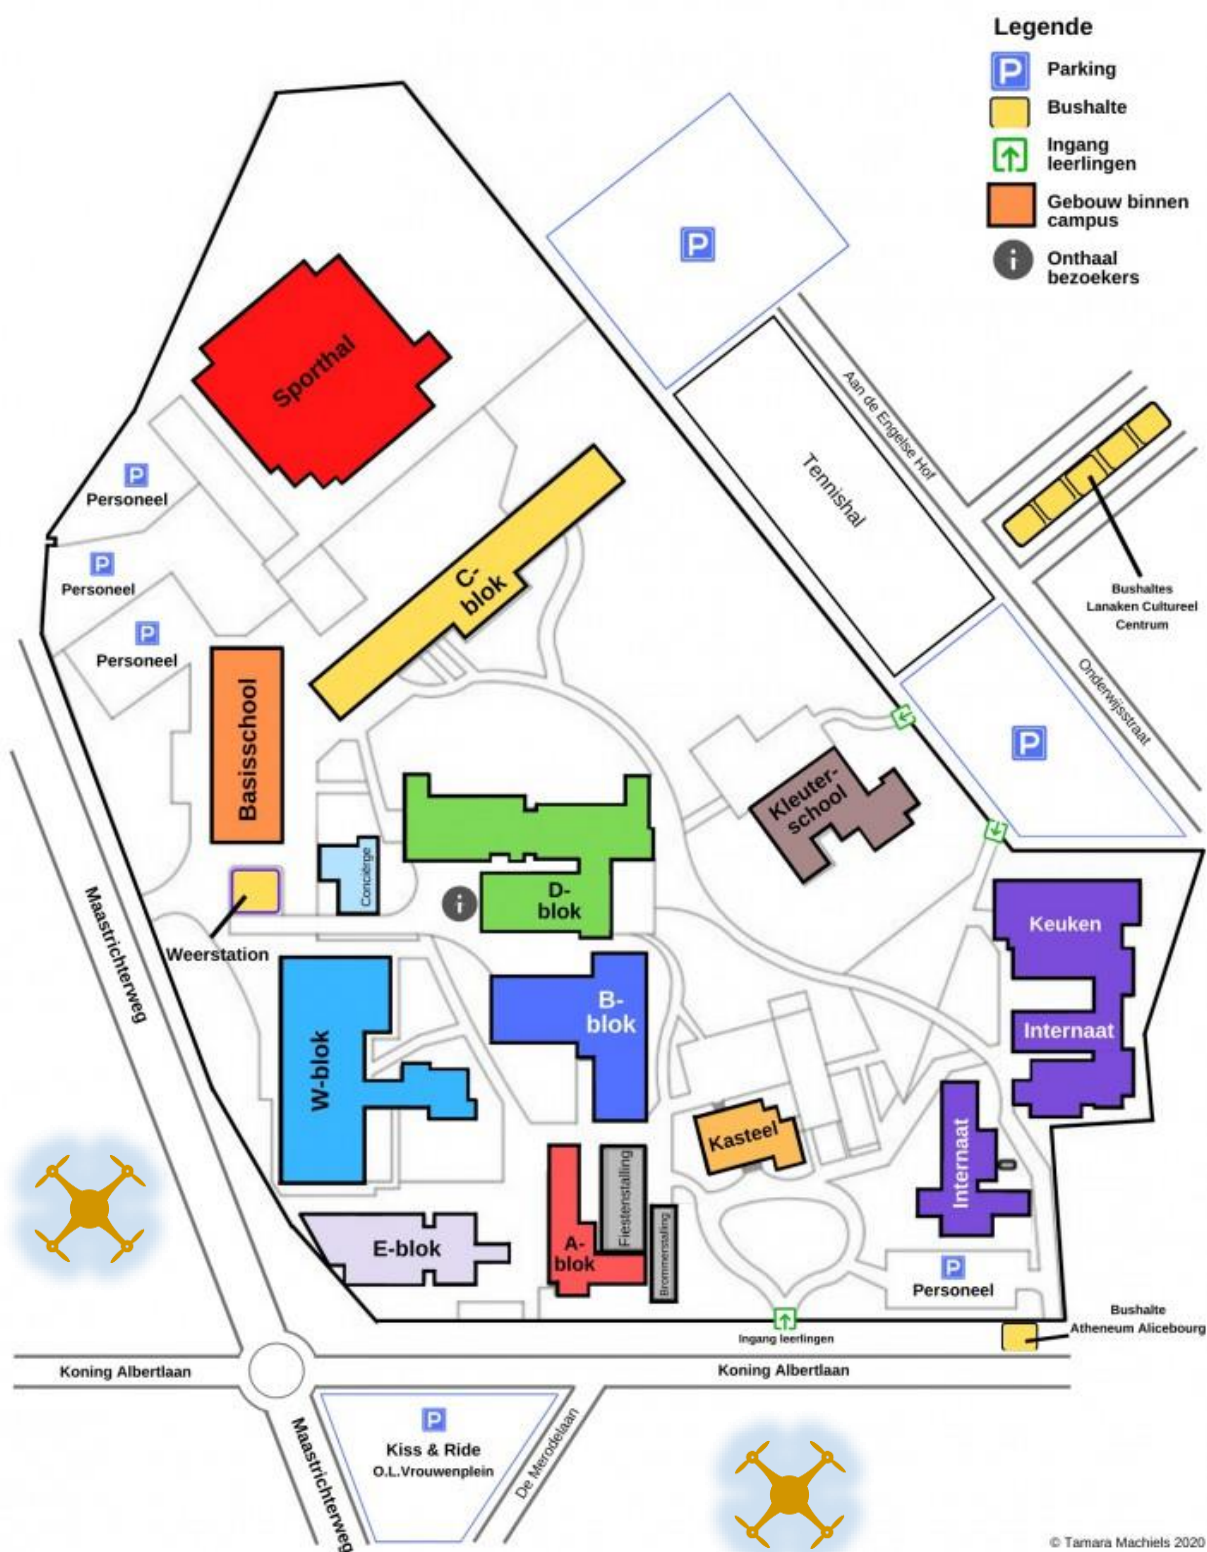 Legende
P
Parking
Bushalte
Ingang
leerlingen
Gebouw binnen
campus
i
Onthaal
bezoekers
P
Sporthal
Aan de Engelse Hof
Tennishal
P
Personeel
C-
blok
P
Personeel
Bushaltes
Lanaken Cultureel
Centrum
P
Personeel
Onderwijsstraat
Basisschool
P
Kleuter-
school
Conciërge
D-
blok
i
Maastrichterweg
Weerstation
Keuken
B-
blok
Internaat
W-blok
Kasteel
Internaat
Fiestenstalling
E-blok
A-
blok
Brommerstalling
P
Personeel
Bushalte
Atheneum Alicebourg
Ingang leerlingen
Koning Albertlaan
Koning Albertlaan
P
Kiss & Ride
O.L.Vrouwenplein
Maastrichterweg
De Merodelaan
© Tamara Machiels 2020